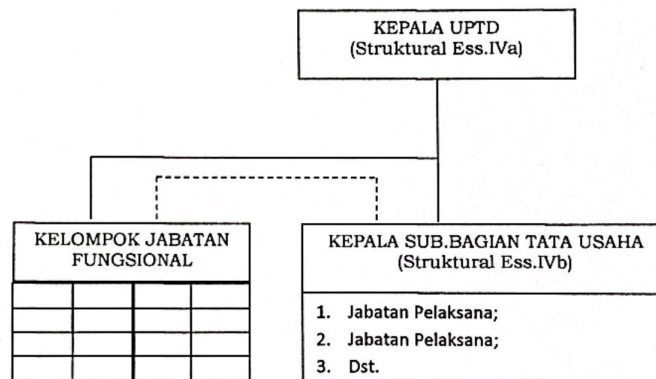 KEPALA UPTD
(Struktural Ess.IVa)
KELOMPOK JABATAN
FUNGSIONAL
KEPALA SUB.BAGIAN TATA USAHA
(Struktural Ess.IVb)
1. Jabatan Pelaksana;
2. Jabatan Pelaksana;
3. Dst.